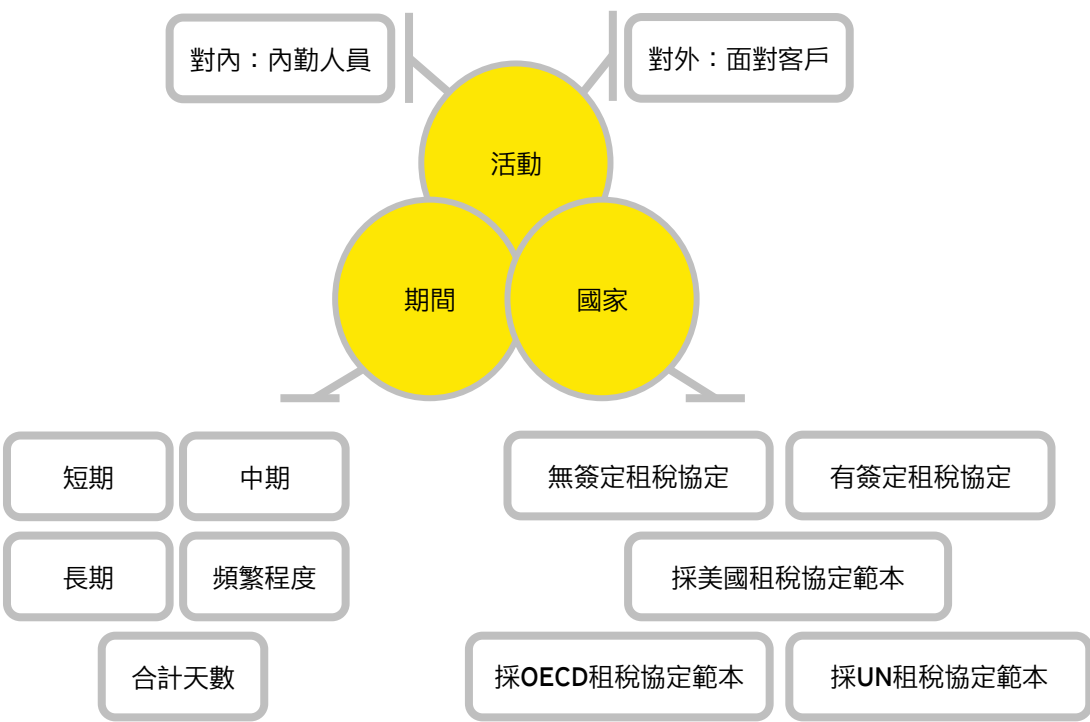 對內：內勤人員
對外：面對客戶
活動
期間
國家
短期
中期
無簽定租稅協定
有簽定租稅協定
長期
頻繁程度
採美國租稅協定範本
合計天數
採OECD租稅協定範本
採UN租稅協定範本